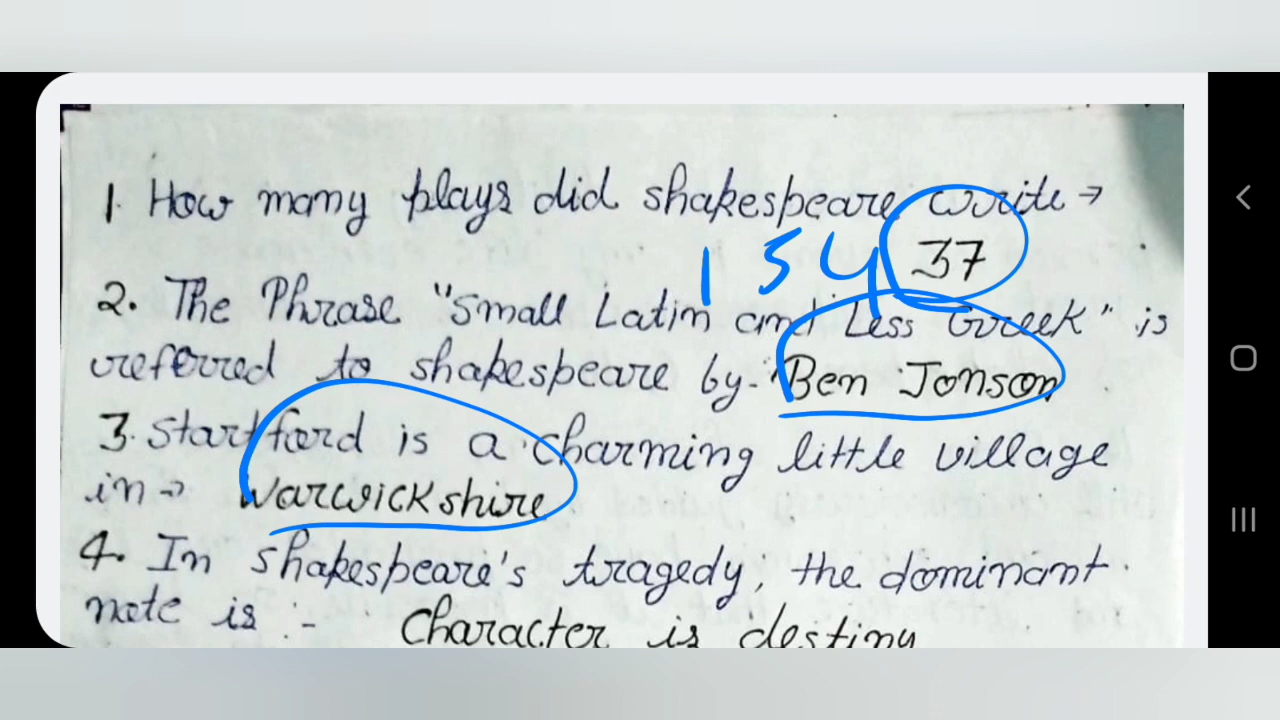 1. How many plays did shakespeare write →
154 37
2. The Phrase "Small Latin and Less Greek" is
referred to shakespeare by- "Ben Jonson
3. Startford is a charming little village
in → Warwickshire
4. In shakespeare's tragedy, the dominant
note is :- Character is destiny